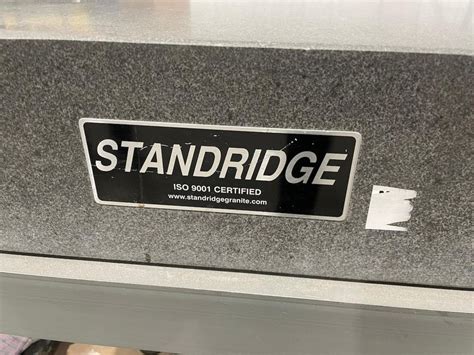 STANDRIDGE
ISO 9001 CERTIFIED
www.standridgegranite.com